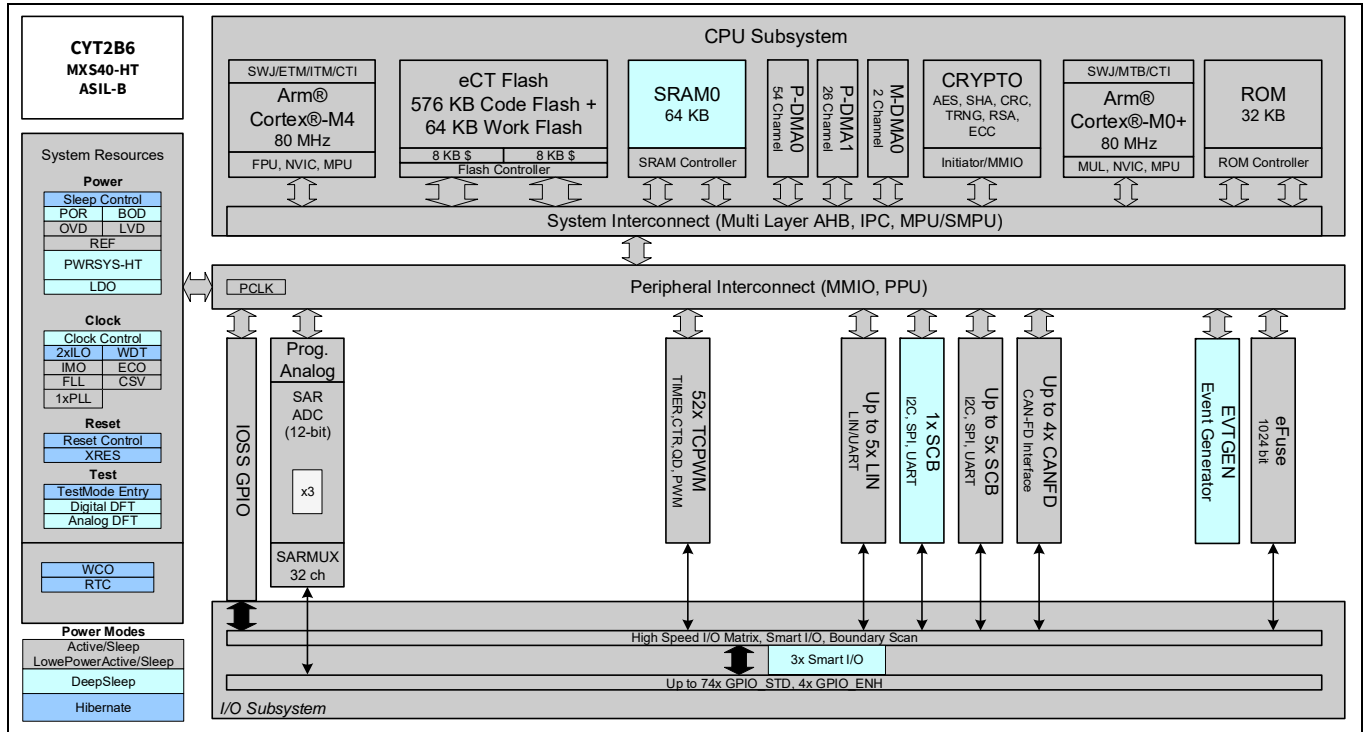 CYT2B6
MXS40-HT
ASIL-B
System Resources
Power
Sleep Control
POR BOD
OVD LVD
REF
PWRSYS-HT
LDO
Clock
Clock Control
2xILO WDT
IMO ECO
FLL CSV
1xPLL
Reset
Reset Control
XRES
Test
TestMode Entry
Digital DFT
Analog DFT
WCO
RTC
Power Modes
Active/Sleep
LowePowerActive/Sleep
DeepSleep
Hibernate
CPU Subsystem
SWJ/ETM/ITM/CTI
Arm®
Cortex®-M4
80 MHz
FPU, NVIC, MPU
eCT Flash
576 KB Code Flash +
64 KB Work Flash
8 KB $ 8 KB $
Flash Controller
SRAM0
64 KB
SRAM Controller
P-DMA0
54 Channel
P-DMA1
26 Channel
M-DMA0
2 Channel
CRYPTO
AES, SHA, CRC,
TRNG, RSA,
ECC
Initiator/MMIO
SWJ/MTB/CTI
Arm®
Cortex®-M0+
80 MHz
MUL, NVIC, MPU
ROM
32 KB
ROM Controller
System Interconnect (Multi Layer AHB, IPC, MPU/SMPU)
PCLK
Peripheral Interconnect (MMIO, PPU)
IOSS GPIO
Prog.
Analog
SAR
ADC
(12-bit)
x3
SARMUX
32 ch
52x TCPWM
TIMER,CTR,QD, PWM
Up to 5x LIN
LIN/UART
1x SCB
I2C, SPI, UART
Up to 5x SCB
I2C, SPI, UART
Up to 4x CANFD
CAN-FD Interface
EVTGEN
Event Generator
eFuse
1024 bit
High Speed I/O Matrix, Smart I/O, Boundary Scan
3x Smart I/O
Up to 74x GPIO_STD, 4x GPIO_ENH
I/O Subsystem